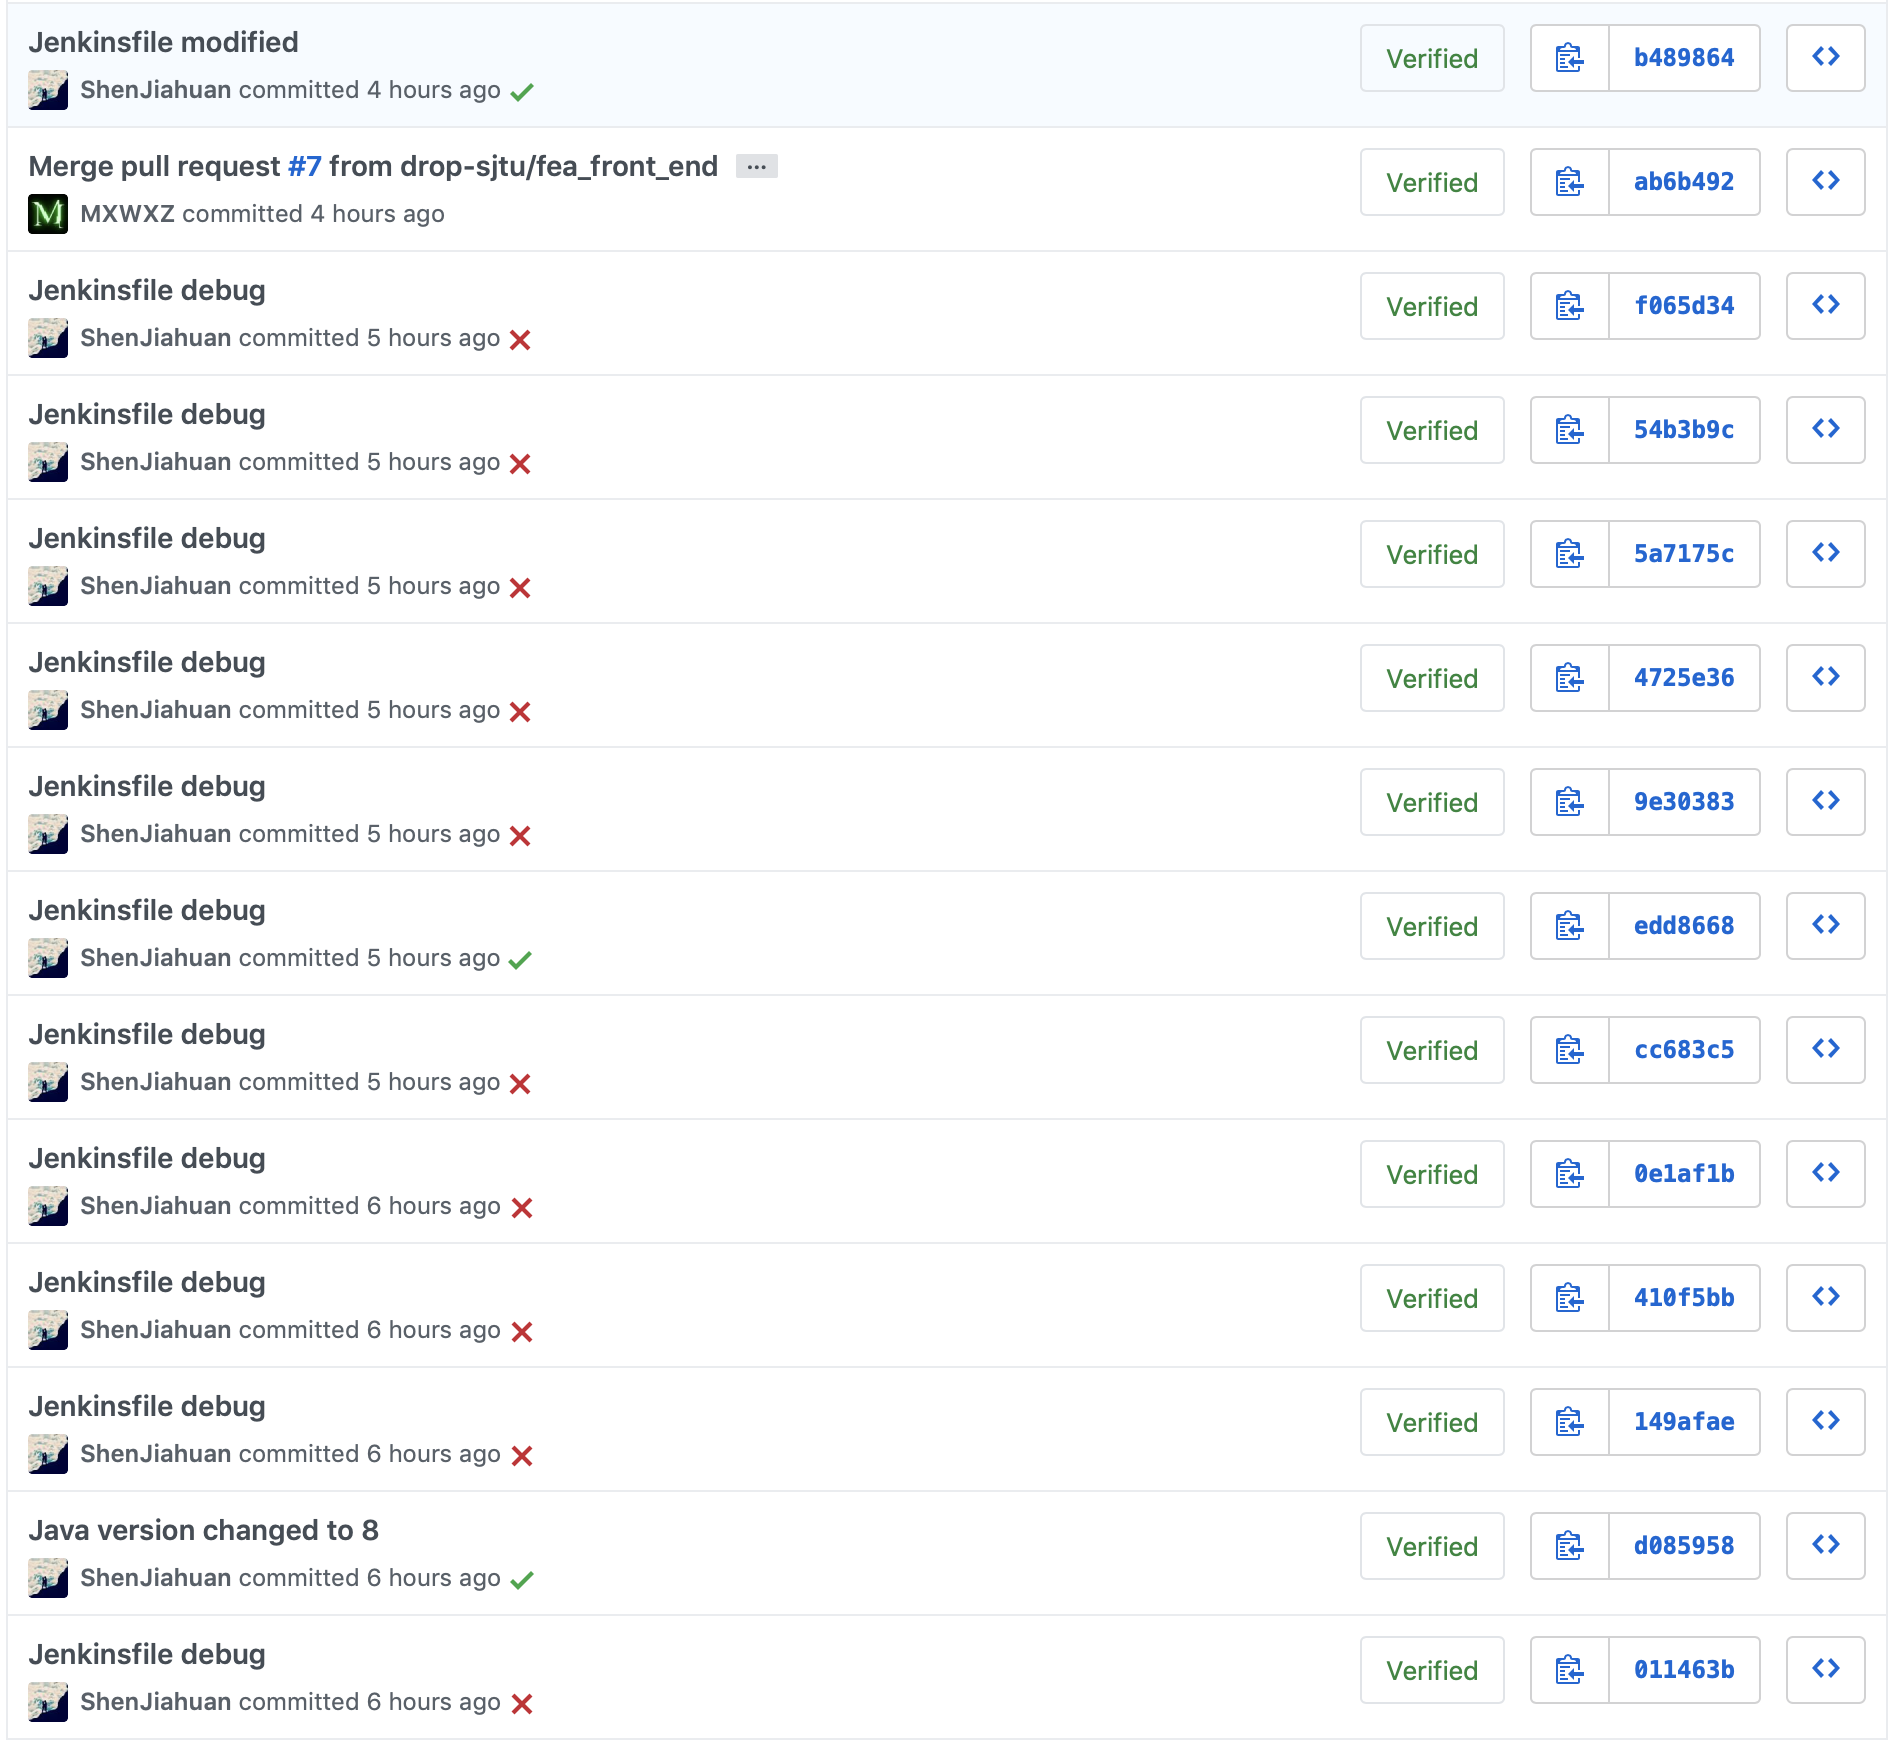 Jenkinsfile modified
Verified
b489864
ShenJiahuan committed 4 hours ago
Merge pull request #7 from drop-sjtu/fea_front_end ...
Verified
ab6b492
MXWXZ committed 4 hours ago
Jenkinsfile debug
Verified
f065d34
ShenJiahuan committed 5 hours ago
Jenkinsfile debug
Verified
54b3b9c
ShenJiahuan committed 5 hours ago
Jenkinsfile debug
Verified
5a7175c
ShenJiahuan committed 5 hours ago
Jenkinsfile debug
Verified
4725e36
ShenJiahuan committed 5 hours ago
Jenkinsfile debug
Verified
9e30383
ShenJiahuan committed 5 hours ago
Jenkinsfile debug
Verified
edd8668
ShenJiahuan committed 5 hours ago
Jenkinsfile debug
Verified
cc683c5
ShenJiahuan committed 5 hours ago
Jenkinsfile debug
Verified
0e1af1b
ShenJiahuan committed 6 hours ago
Jenkinsfile debug
Verified
410f5bb
ShenJiahuan committed 6 hours ago
Jenkinsfile debug
Verified
149afae
ShenJiahuan committed 6 hours ago
Java version changed to 8
Verified
d085958
ShenJiahuan committed 6 hours ago
Jenkinsfile debug
Verified
011463b
ShenJiahuan committed 6 hours ago